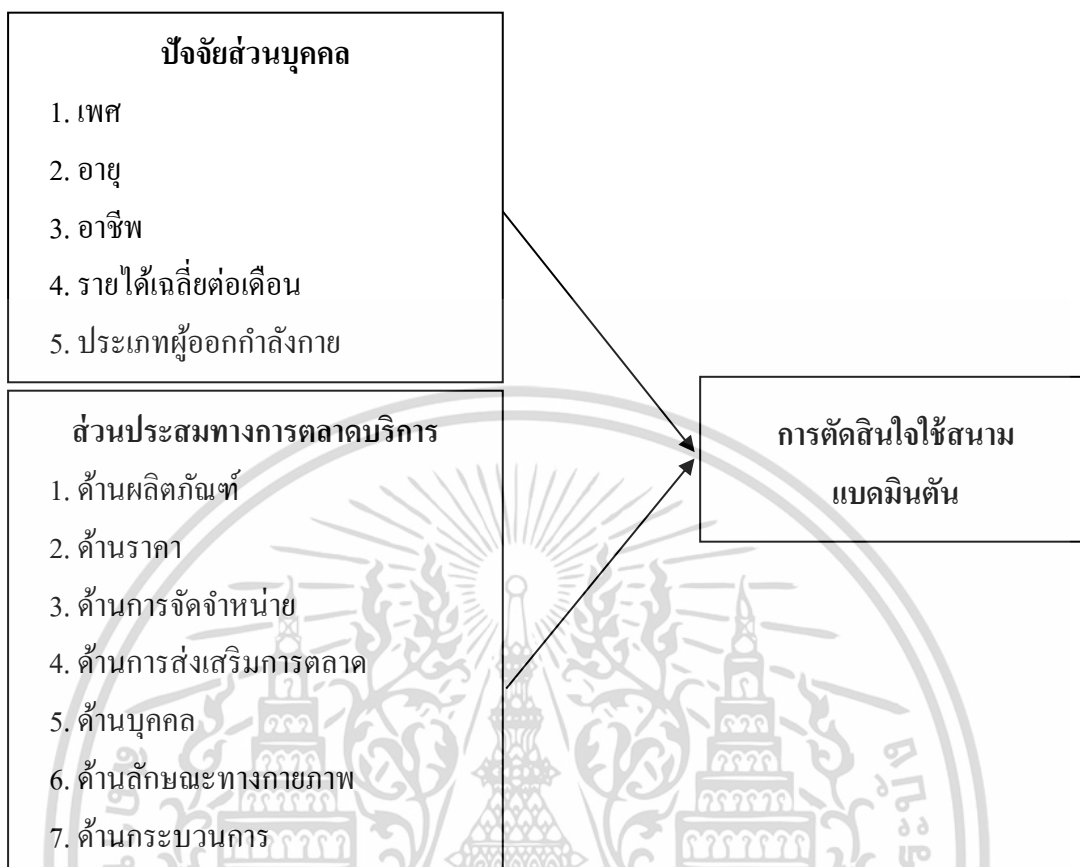 ปัจจัยส่วนบุคคล
1. เพศ
2. อายุ
3. อาชีพ
4. รายได้เฉลี่ยต่อเดือน
5. ประเภทผู้ออกกำลังกาย
ส่วนประสมทางการตลาดบริการ
1. ด้านผลิตภัณฑ์
2. ด้านราคา
3. ด้านการจัดจำหน่าย
4. ด้านการส่งเสริมการตลาด
5. ด้านบุคคล
6. ด้านลักษณะทางกายภาพ
7. ด้านกระบวนการ
การตัดสินใจใช้สนาม
แบดมินตัน